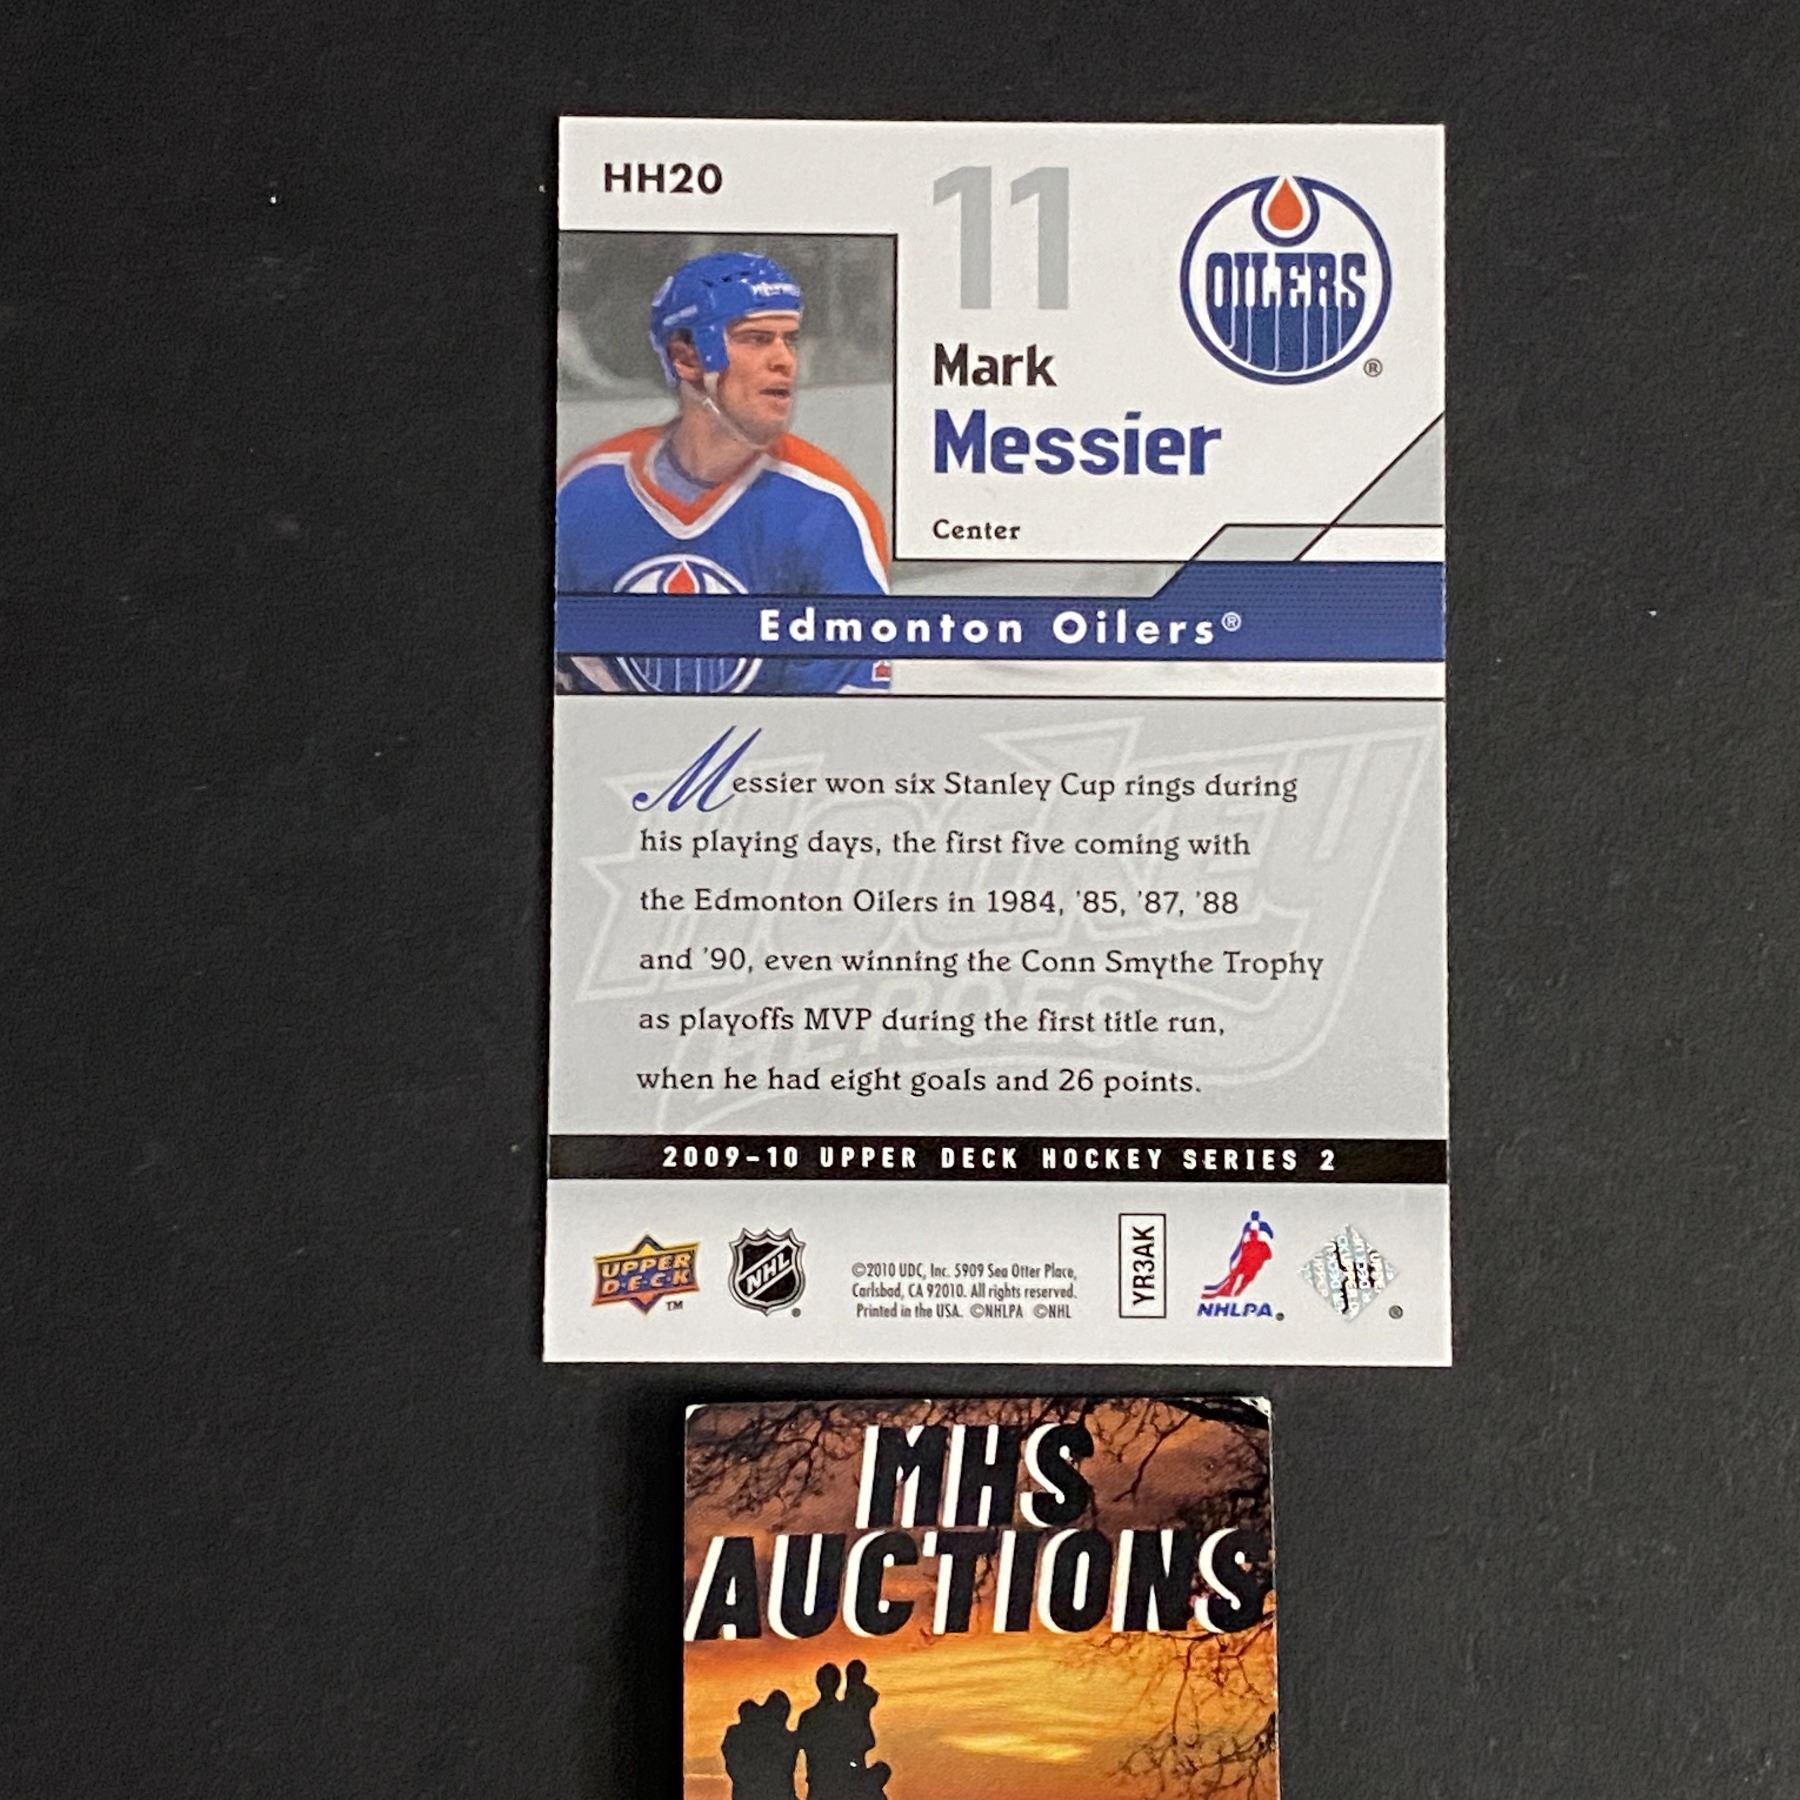 HH20
11
OILERS
®
Mark
Messier
Center
Edmonton Oilers®
Messier won six Stanley Cup rings during
his playing days, the first five coming with
the Edmonton Oilers in 1984, '85, '87, '88
and '90, even winning the Conn Smythe Trophy
as playoffs MVP during the first title run,
when he had eight goals and 26 points.
HOCKEY
HEROES
2009-10 UPPER DECK HOCKEY SERIES 2
UPPER
D·E·C·K
TM
NHL
®
©2010 UDC, Inc. 5909 Sea Otter Place,
Carlsbad, CA 92010. All rights reserved.
Printed in the USA. ©NHLPA ©NHL
YR3AK
NHLPA®
®
MHS
AUCTIONS